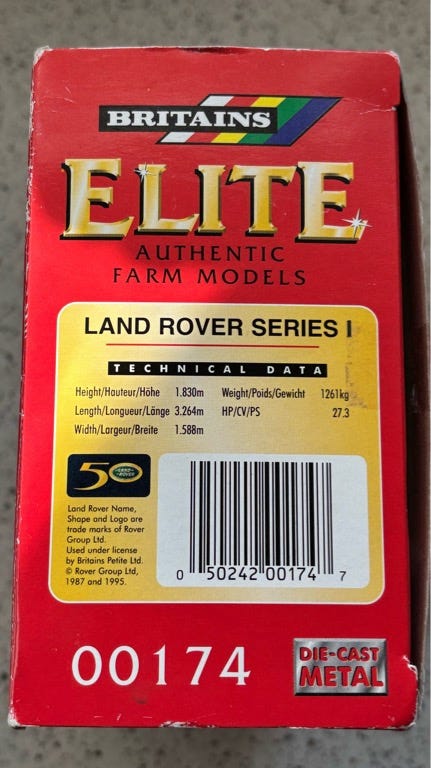 BRITAINS
ELITE
AUTHENTIC
FARM MODELS
LAND ROVER SERIES I
TECHNICAL DATA
Height/Hauteur/Höhe 1.830m Weight/Poids/Gewicht 1261kg
Length/Longueur/Länge 3.264m HP/CV/PS 27.3
Width/Largeur/Breite 1.588m
50 LAND ROVER
Land Rover Name,
Shape and Logo are
trade marks of Rover
Group Ltd.
Used under license
by Britains Petite Ltd.
© Rover Group Ltd,
1987 and 1995.
0 50242 00174 7
00174
DIE-CAST
METAL